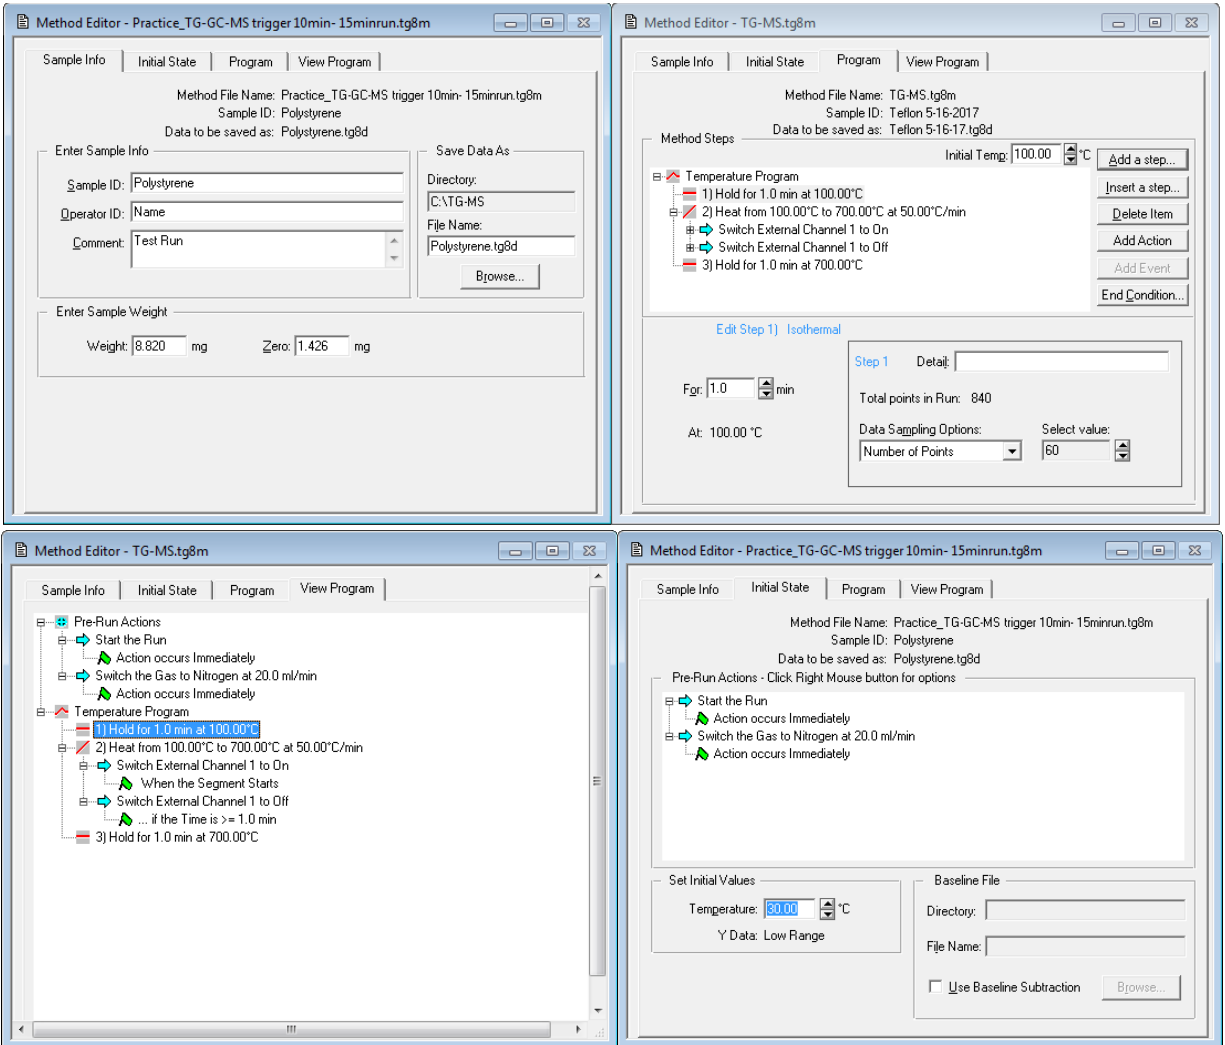 Method Editor - Practice_TG-GC-MS trigger 10min- 15minrun.tg8m
Sample Info
Initial State
Program
View Program
Method File Name: Practice_TG-GC-MS trigger 10min- 15minrun.tg8m
Sample ID: Polystyrene
Data to be saved as: Polystyrene.tg8d
Enter Sample Info
Sample ID: Polystyrene
Operator ID: Name
Comment: Test Run
Save Data As
Directory:
C:\TG-MS
File Name:
Polystyrene.tg8d
Browse...
Enter Sample Weight
Weight: 8.820 mg
Zero: 1.426 mg
Method Editor - TG-MS.tg8m
Sample Info
Initial State
Program
View Program
Method File Name: TG-MS.tg8m
Sample ID: Teflon 5-16-2017
Data to be saved as: Teflon 5-16-17.tg8d
Method Steps
Initial Temp: 100.00 °C
Temperature Program
1) Hold for 1.0 min at 100.00°C
2) Heat from 100.00°C to 700.00°C at 50.00°C/min
Switch External Channel 1 to On
Switch External Channel 1 to Off
3) Hold for 1.0 min at 700.00°C
Add a step...
Insert a step...
Delete Item
Add Action
Add Event
End Condition...
Edit Step 1) Isothermal
For: 1.0 min
At: 100.00 °C
Step 1 Detail:
Total points in Run: 840
Data Sampling Options:
Number of Points
Select value:
60
Method Editor - TG-MS.tg8m
Sample Info
Initial State
Program
View Program
Pre-Run Actions
Start the Run
Action occurs Immediately
Switch the Gas to Nitrogen at 20.0 ml/min
Action occurs Immediately
Temperature Program
1) Hold for 1.0 min at 100.00°C
2) Heat from 100.00°C to 700.00°C at 50.00°C/min
Switch External Channel 1 to On
When the Segment Starts
Switch External Channel 1 to Off
... if the Time is >= 1.0 min
3) Hold for 1.0 min at 700.00°C
Method Editor - Practice_TG-GC-MS trigger 10min- 15minrun.tg8m
Sample Info
Initial State
Program
View Program
Method File Name: Practice_TG-GC-MS trigger 10min- 15minrun.tg8m
Sample ID: Polystyrene
Data to be saved as: Polystyrene.tg8d
Pre-Run Actions - Click Right Mouse button for options
Start the Run
Action occurs Immediately
Switch the Gas to Nitrogen at 20.0 ml/min
Action occurs Immediately
Set Initial Values
Temperature: 30.00 °C
Y Data: Low Range
Baseline File
Directory:
File Name:
Use Baseline Subtraction
Browse...